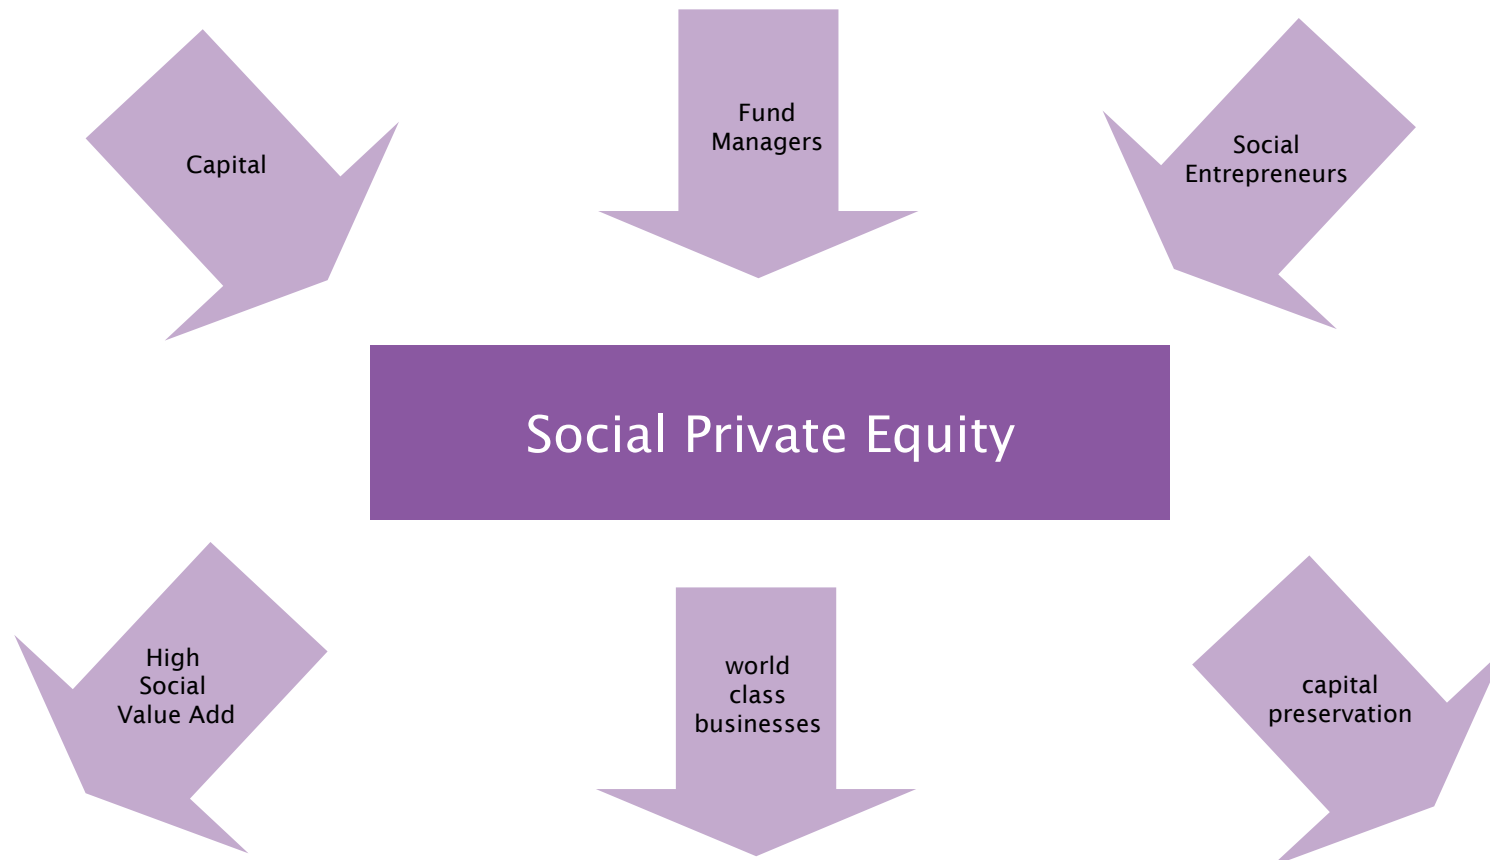 Capital
Fund
Managers
Social
Entrepreneurs
Social Private Equity
High
Social
Value Add
world
class
businesses
capital
preservation